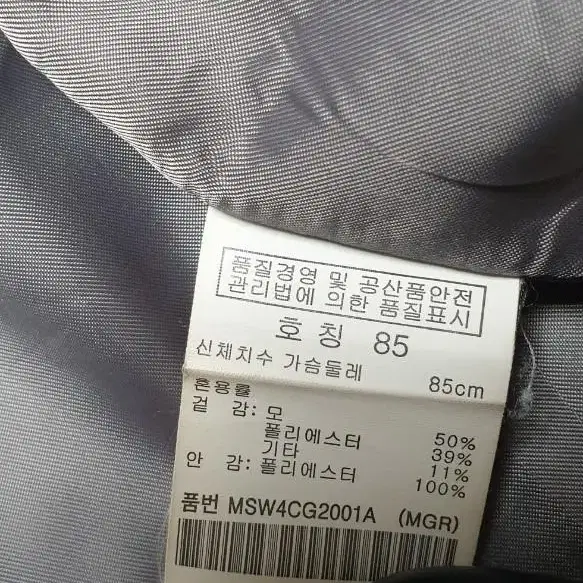 품질경영 및 공산품안전
관리법에 의한 품질표시
호 칭 85
신체치수 가슴둘레 85cm
혼용률
겉 감: 모 50%
폴리에스터 39%
기타 11%
안 감: 폴리에스터 100%
품번 MSW4CG2001A (MGR)